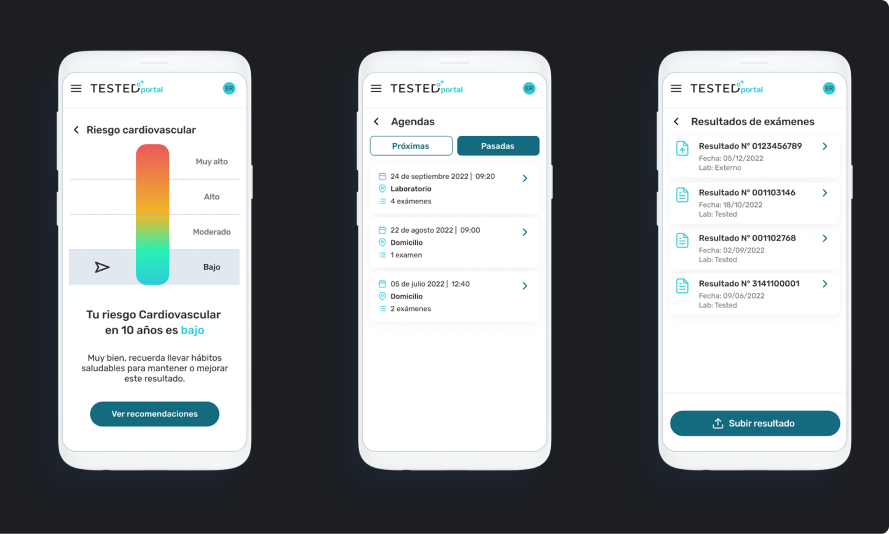 TESTED portal
ER
Riesgo cardiovascular
Muy alto
Alto
Moderado
Bajo
Tu riesgo Cardiovascular
en 10 años es bajo
Muy bien, recuerda llevar hábitos
saludables para mantener o mejorar
este resultado.
Ver recomendaciones
TESTED portal
ER
Agendas
Próximas
Pasadas
24 de septiembre 2022 | 09:20
Laboratorio
4 exámenes
22 de agosto 2022 | 09:00
Domicilio
1 examen
05 de julio 2022 | 12:40
Domicilio
2 exámenes
TESTED portal
ER
Resultados de exámenes
Resultado N° 0123456789
Fecha: 05/12/2022
Lab: Externo
Resultado N° 001103146
Fecha: 18/10/2022
Lab: Tested
Resultado N° 001102768
Fecha: 02/09/2022
Lab: Tested
Resultado N° 3141100001
Fecha: 09/06/2022
Lab: Tested
Subir resultado